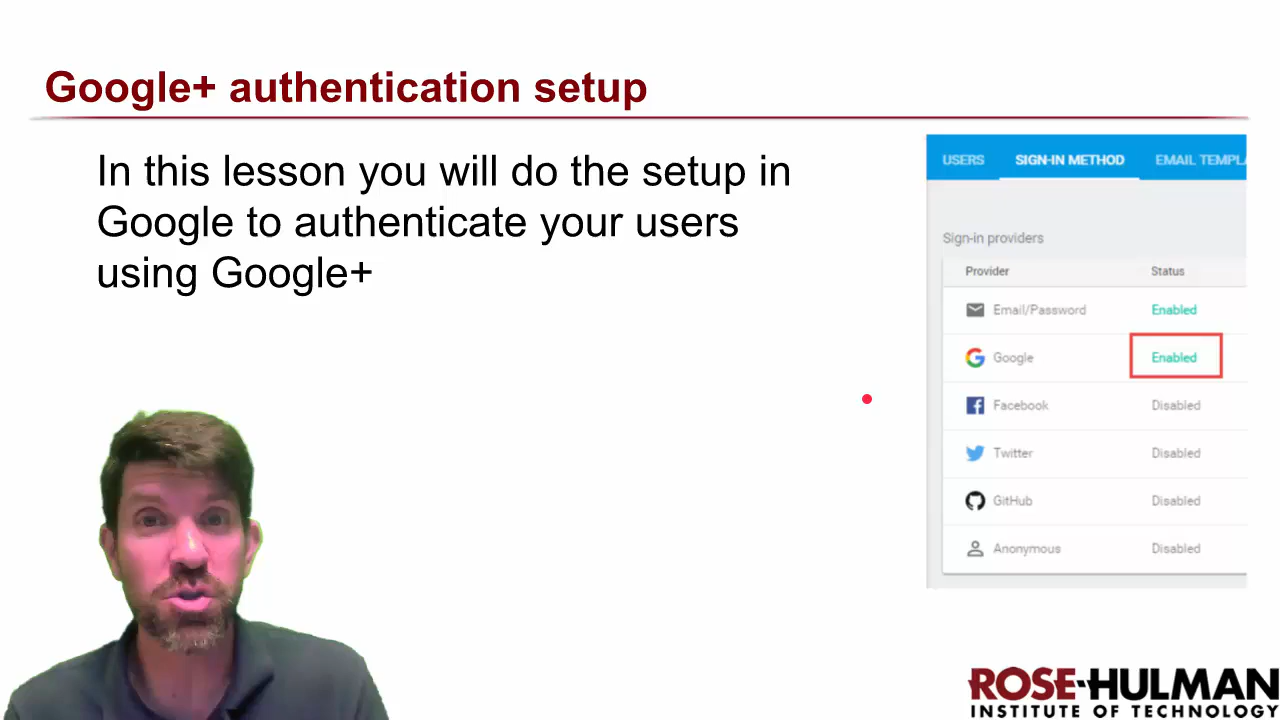 Google+ authentication setup
In this lesson you will do the setup in
Google to authenticate your users
using Google+
USERS SIGN-IN METHOD EMAIL TEMPLA
Sign-in providers
Provider Status
Email/Password Enabled
Google Enabled
Facebook Disabled
Twitter Disabled
GitHub Disabled
Anonymous Disabled
ROSE-HULMAN
INSTITUTE OF TECHNOLOGY